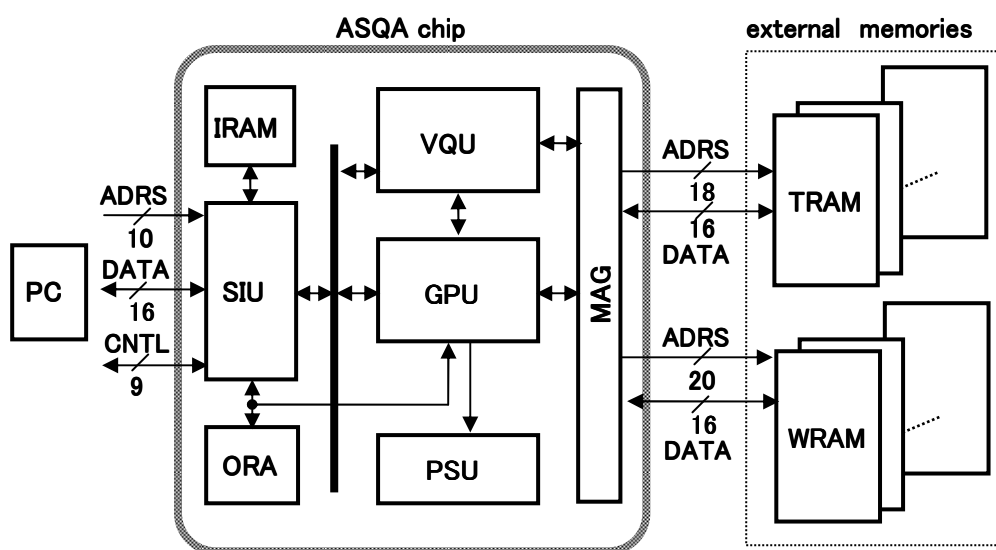 ASQA chip
external memories
IRAM
VQU
ADRS
18
16
DATA
TRAM
ADRS
10
DATA
16
CNTL
9
PC
SIU
GPU
MAG
ADRS
20
16
DATA
WRAM
ORA
PSU